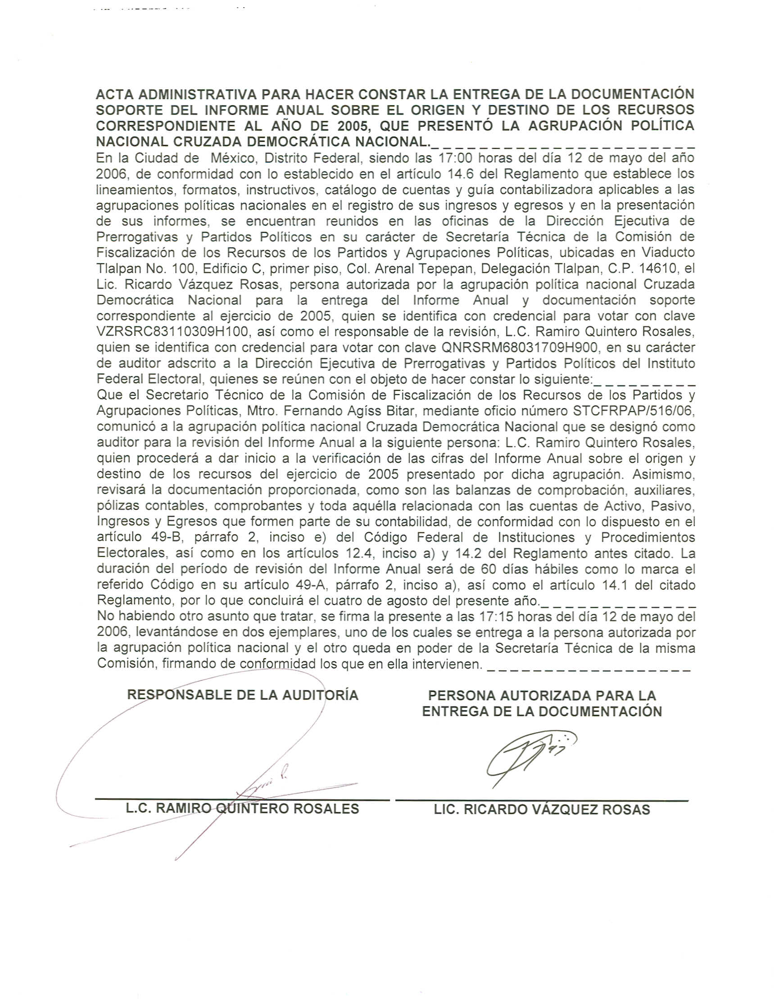 ACTA ADMINISTRATIVA PARA HACER CONSTAR LA ENTREGA DE LA DOCUMENTACIÓN
SOPORTE DEL INFORME ANUAL SOBRE EL ORIGEN Y DESTINO DE LOS RECURSOS
CORRESPONDIENTE AL AÑO DE 2005, QUE PRESENTÓ LA AGRUPACIÓN POLÍTICA
NACIONAL CRUZADA DEMOCRÁTICA NACIONAL._ _ _ _ _ _ _ _ _ _ _ _ _ _ _ _ _ _ _ _ _ _
En la Ciudad de México, Distrito Federal, siendo las 17:00 horas del día 12 de mayo del año
2006, de conformidad con lo establecido en el artículo 14.6 del Reglamento que establece los
lineamientos, formatos, instructivos, catálogo de cuentas y guía contabilizadora aplicables a las
agrupaciones políticas nacionales en el registro de sus ingresos y egresos y en la presentación
de sus informes, se encuentran reunidos en las oficinas de la Dirección Ejecutiva de
Prerrogativas y Partidos Políticos en su carácter de Secretaría Técnica de la Comisión de
Fiscalización de los Recursos de los Partidos y Agrupaciones Políticas, ubicadas en Viaducto
Tlalpan No. 100, Edificio C, primer piso, Col. Arenal Tepepan, Delegación Tlalpan, C.P. 14610, el
Lic. Ricardo Vázquez Rosas, persona autorizada por la agrupación política nacional Cruzada
Democrática Nacional para la entrega del Informe Anual y documentación soporte
correspondiente al ejercicio de 2005, quien se identifica con credencial para votar con clave
VZRSRC83110309H100, así como el responsable de la revisión, L.C. Ramiro Quintero Rosales,
quien se identifica con credencial para votar con clave QNRSRM68031709H900, en su carácter
de auditor adscrito a la Dirección Ejecutiva de Prerrogativas y Partidos Políticos del Instituto
Federal Electoral, quienes se reúnen con el objeto de hacer constar lo siguiente:_ _ _ _ _ _ _ _ _
Que el Secretario Técnico de la Comisión de Fiscalización de los Recursos de los Partidos y
Agrupaciones Políticas, Mtro. Fernando Agíss Bitar, mediante oficio número STCFRPAP/516/06,
comunicó a la agrupación política nacional Cruzada Democrática Nacional que se designó como
auditor para la revisión del Informe Anual a la siguiente persona: L.C. Ramiro Quintero Rosales,
quien procederá a dar inicio a la verificación de las cifras del Informe Anual sobre el origen y
destino de los recursos del ejercicio de 2005 presentado por dicha agrupación. Asimismo,
revisará la documentación proporcionada, como son las balanzas de comprobación, auxiliares,
pólizas contables, comprobantes y toda aquélla relacionada con las cuentas de Activo, Pasivo,
Ingresos y Egresos que formen parte de su contabilidad, de conformidad con lo dispuesto en el
artículo 49-B, párrafo 2, inciso e) del Código Federal de Instituciones y Procedimientos
Electorales, así como en los artículos 12.4, inciso a) y 14.2 del Reglamento antes citado. La
duración del período de revisión del Informe Anual será de 60 días hábiles como lo marca el
referido Código en su artículo 49-A, párrafo 2, inciso a), así como el artículo 14.1 del citado
Reglamento, por lo que concluirá el cuatro de agosto del presente año._ _ _ _ _ _ _ _ _ _ _ _ _
No habiendo otro asunto que tratar, se firma la presente a las 17:15 horas del día 12 de mayo del
2006, levantándose en dos ejemplares, uno de los cuales se entrega a la persona autorizada por
la agrupación política nacional y el otro queda en poder de la Secretaría Técnica de la misma
Comisión, firmando de conformidad los que en ella intervienen. _ _ _ _ _ _ _ _ _ _ _ _ _ _ _ _ _
RESPONSABLE DE LA AUDITORÍA
PERSONA AUTORIZADA PARA LA
ENTREGA DE LA DOCUMENTACIÓN
L.C. RAMIRO QUINTERO ROSALES
LIC. RICARDO VÁZQUEZ ROSAS